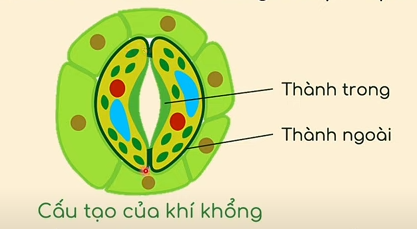 Thành trong
Thành ngoài
Cấu tạo của khí khổng